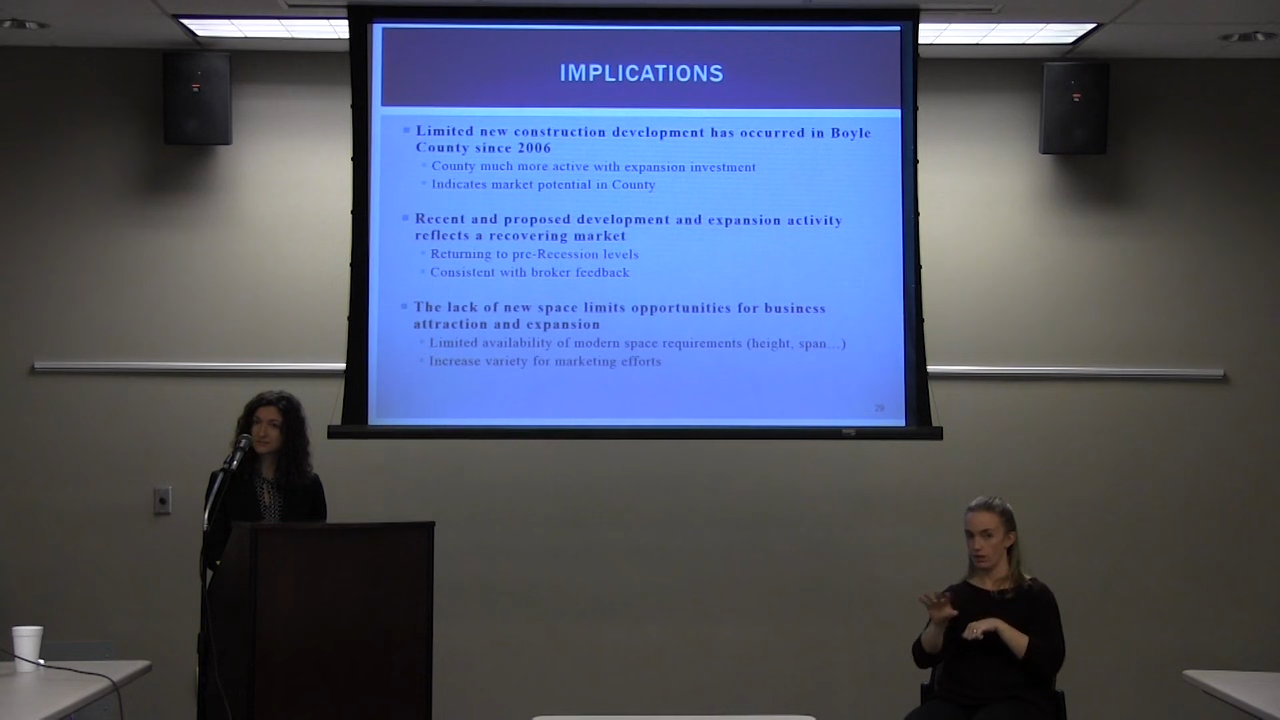 IMPLICATIONS
Limited new construction development has occurred in Boyle
County since 2006
County much more active with expansion investment
Indicates market potential in County
Recent and proposed development and expansion activity
reflects a recovering market
Returning to pre-Recession levels
Consistent with broker feedback
The lack of new space limits opportunities for business
attraction and expansion
Limited availability of modern space requirements (height, span...)
Increase variety for marketing efforts
29